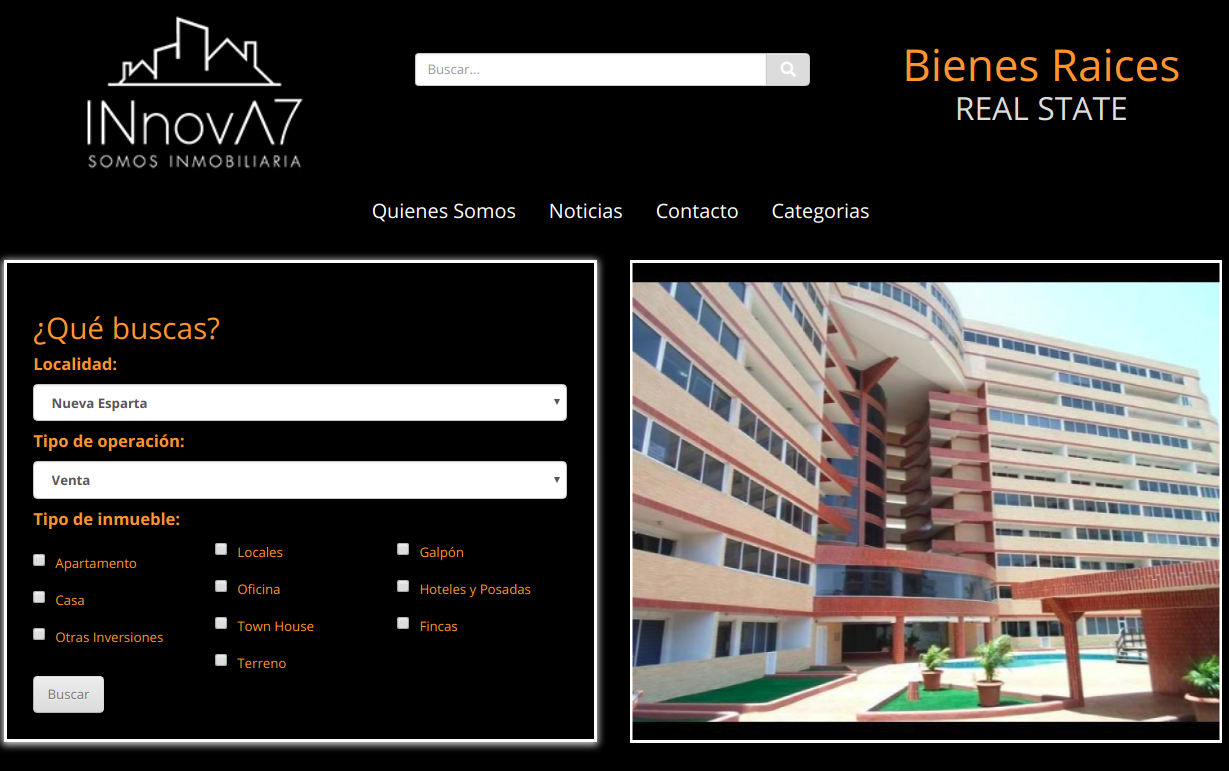 INnovA7
SOMOS INMOBILIARIA
Buscar...
Bienes Raices
REAL STATE
Quienes Somos
Noticias
Contacto
Categorias
¿Qué buscas?
Localidad:
Nueva Esparta
Tipo de operación:
Venta
Tipo de inmueble:
Apartamento
Casa
Otras Inversiones
Locales
Oficina
Town House
Terreno
Galpón
Hoteles y Posadas
Fincas
Buscar